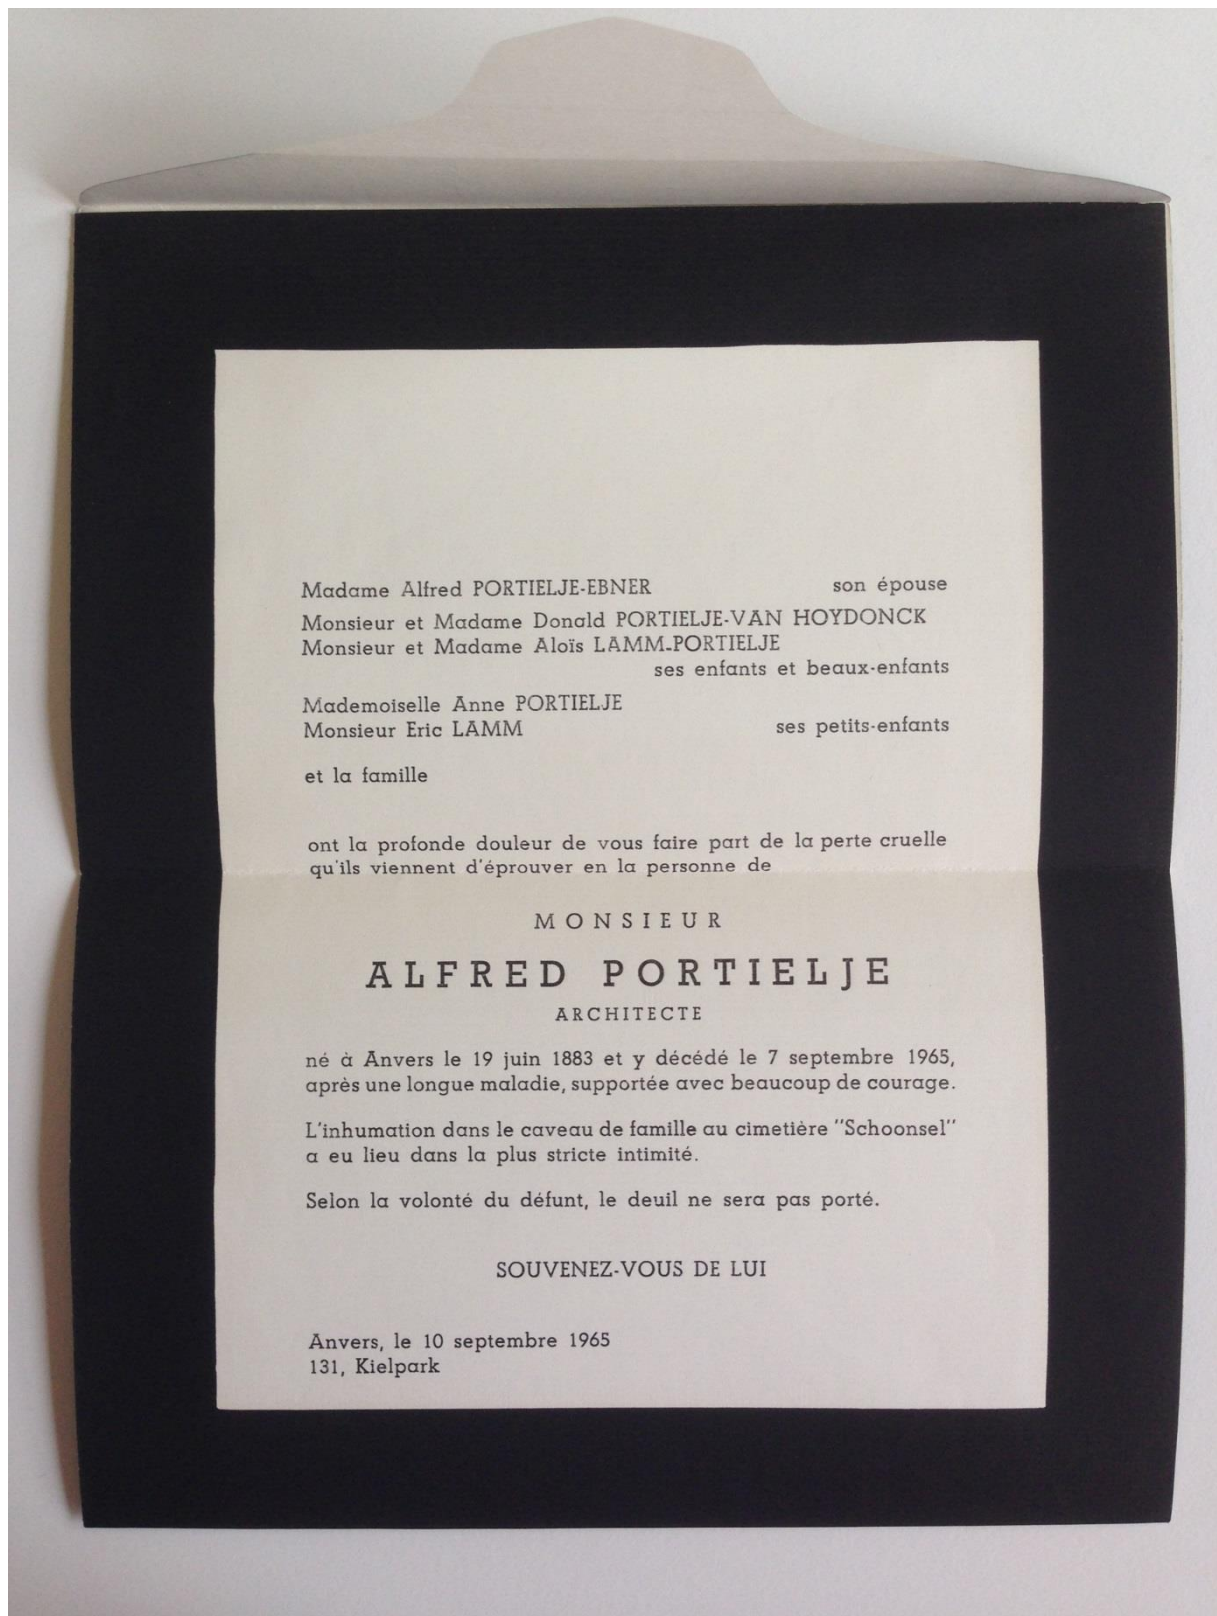 Madame Alfred PORTIELJE-EBNER son épouse
Monsieur et Madame Donald PORTIELJE-VAN HOYDONCK
Monsieur et Madame Aloïs LAMM-PORTIELJE
ses enfants et beaux-enfants
Mademoiselle Anne PORTIELJE
Monsieur Eric LAMM ses petits-enfants
et la famille
ont la profonde douleur de vous faire part de la perte cruelle
qu'ils viennent d'éprouver en la personne de
MONSIEUR
ALFRED PORTIELJE
ARCHITECTE
né à Anvers le 19 juin 1883 et y décédé le 7 septembre 1965,
après une longue maladie, supportée avec beaucoup de courage.
L'inhumation dans le caveau de famille au cimetière "Schoonsel"
a eu lieu dans la plus stricte intimité.
Selon la volonté du défunt, le deuil ne sera pas porté.
SOUVENEZ-VOUS DE LUI
Anvers, le 10 septembre 1965
131, Kielpark